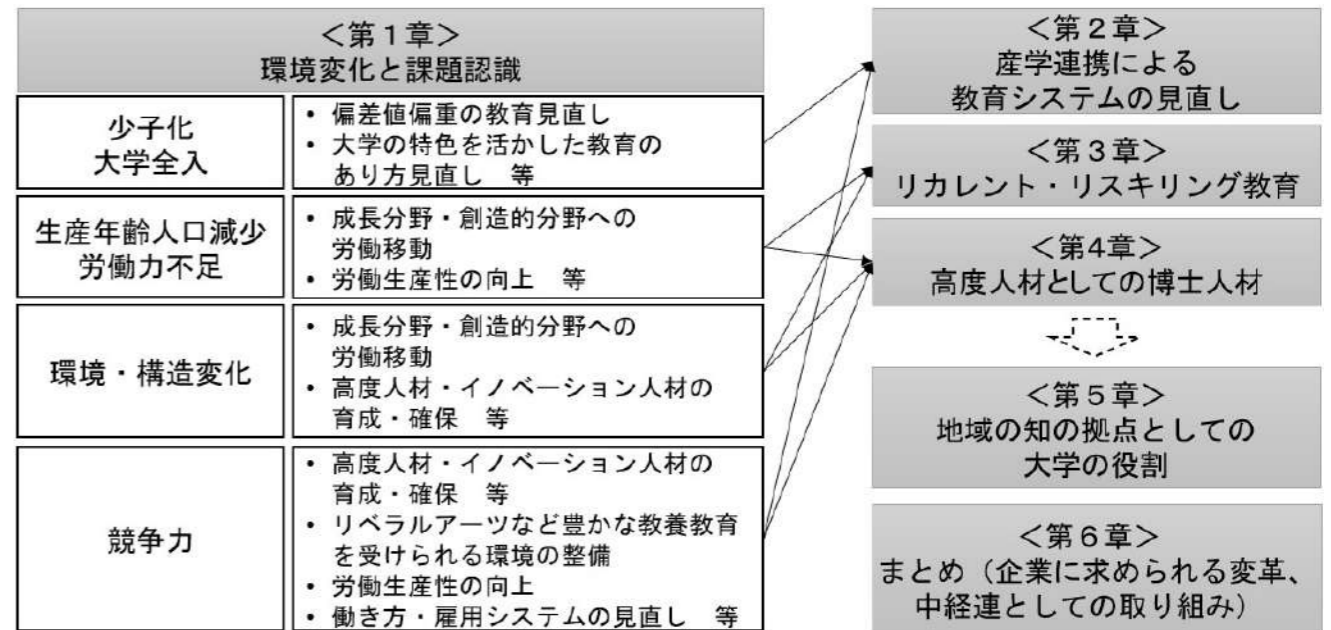 ＜第１章＞
環境変化と課題認識
少子化
大学全入
• 偏差値偏重の教育見直し
• 大学の特色を活かした教育の
あり方見直し　等
生産年齢人口減少
労働力不足
• 成長分野・創造的分野への
労働移動
• 労働生産性の向上　等
環境・構造変化
• 成長分野・創造的分野への
労働移動
• 高度人材・イノベーション人材の
育成・確保　等
競争力
• 高度人材・イノベーション人材の
育成・確保　等
• リベラルアーツなど豊かな教養教育
を受けられる環境の整備
• 労働生産性の向上
• 働き方・雇用システムの見直し　等
＜第２章＞
産学連携による
教育システムの見直し
＜第３章＞
リカレント・リスキリング教育
＜第4章＞
高度人材としての博士人材
＜第５章＞
地域の知の拠点としての
大学の役割
＜第６章＞
まとめ（企業に求められる変革、
中経連としての取り組み）